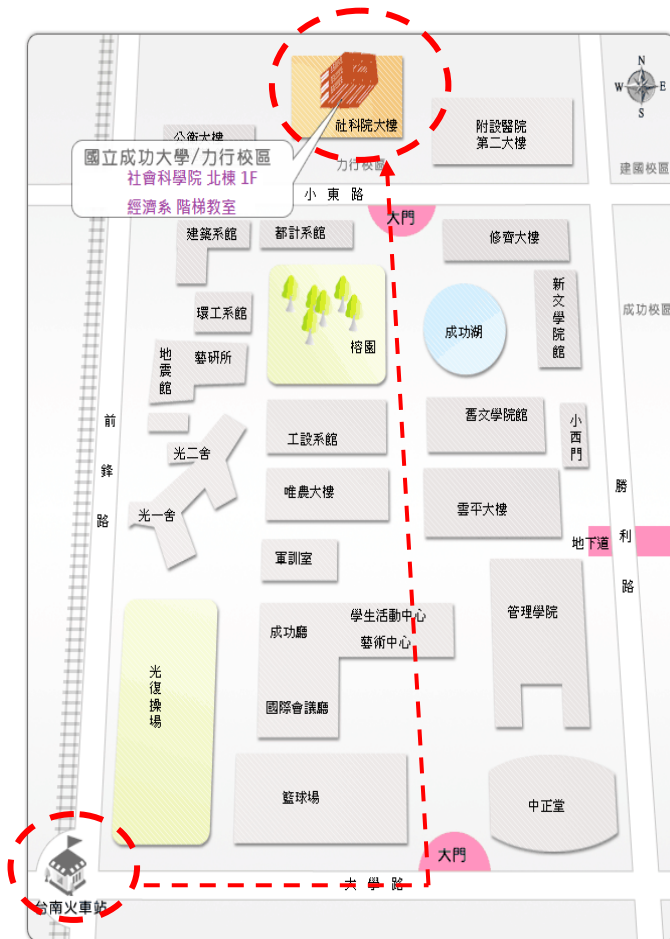 N
W E
S
社科院大樓
附設醫院
第二大樓
公衛大樓
國立成功大學/力行校區
社會科學院 北棟 1F
經濟系 階梯教室
力行校區
建國校區
小東路
大門
建築系館
都計系館
修齊大樓
環工系館
榕園
成功湖
新文學院館
成功校區
地震館
藝研所
前鋒路
光二舍
工設系館
舊文學院館
小西門
光一舍
唯農大樓
雲平大樓
勝利路
地下道
軍訓室
管理學院
成功廳
學生活動中心
藝術中心
光復操場
國際會議廳
籃球場
中正堂
大門
大學路
台南火車站